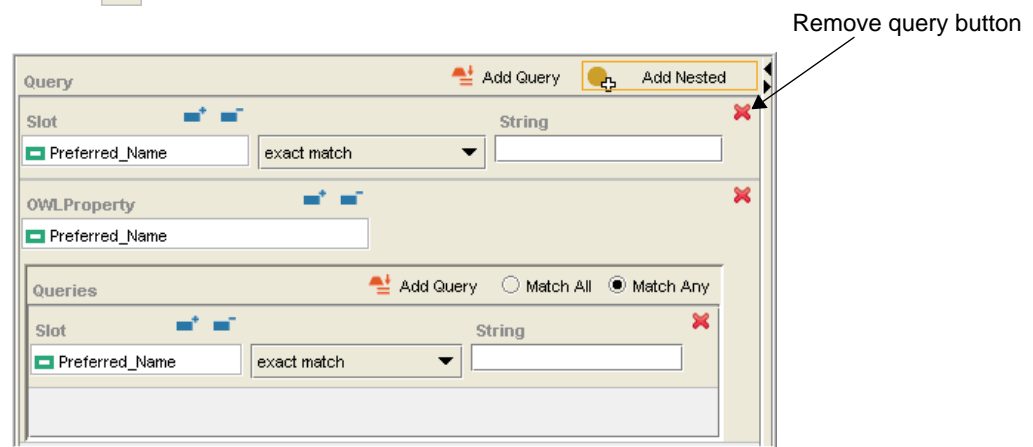 Remove query button
Query Add Query Add Nested
Slot String
Preferred_Name exact match
OWLProperty
Preferred_Name
Queries Add Query Match All Match Any
Slot String
Preferred_Name exact match